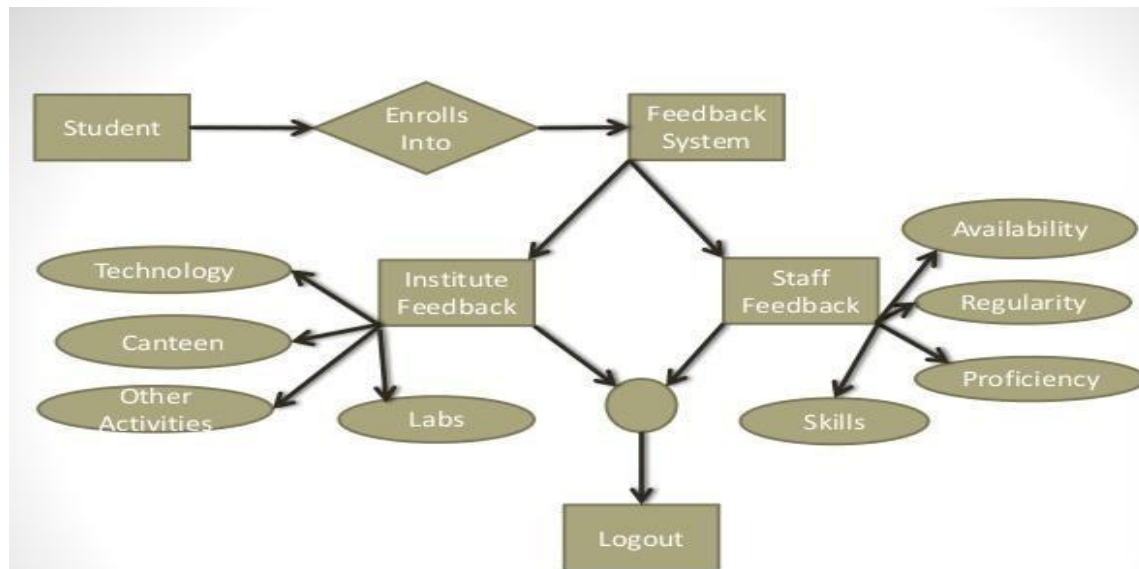 Student
Enrolls
Into
Feedback
System
Technology
Canteen
Other
Activities
Institute
Feedback
Labs
Staff
Feedback
Availability
Regularity
Proficiency
Skills
Logout